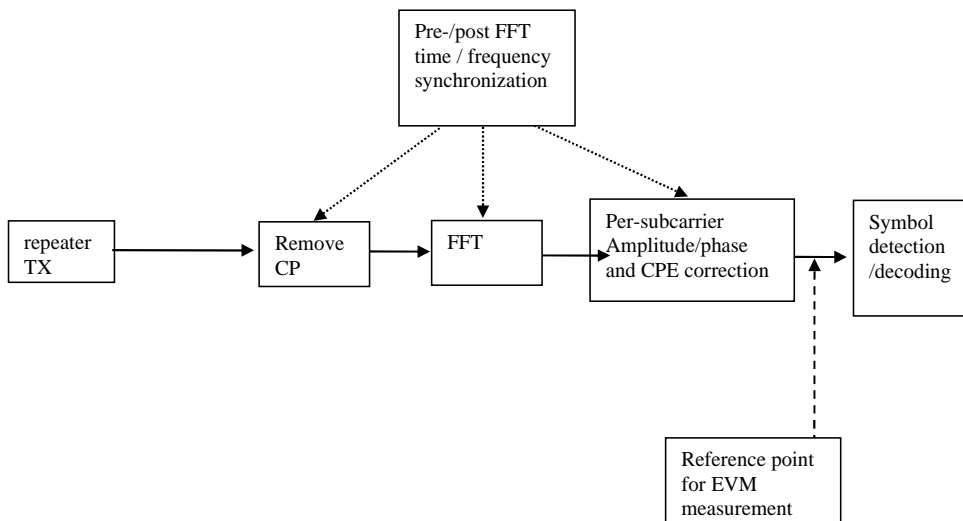 Pre-/post FFT
time / frequency
synchronization
repeater
TX
Remove
CP
FFT
Per-subcarrier
Amplitude/phase
and CPE correction
Symbol
detection
/decoding
Reference point
for EVM
measurement